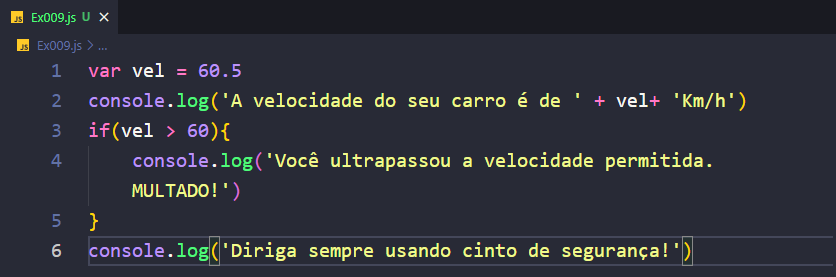 JS Ex009.js U ×
JS Ex009.js > ...
1 var vel = 60.5
2 console.log('A velocidade do seu carro é de ' + vel+ 'Km/h')
3 if(vel > 60){
4 console.log('Você ultrapassou a velocidade permitida.
MULTADO!')
5 }
6 console.log('Diriga sempre usando cinto de segurança!')